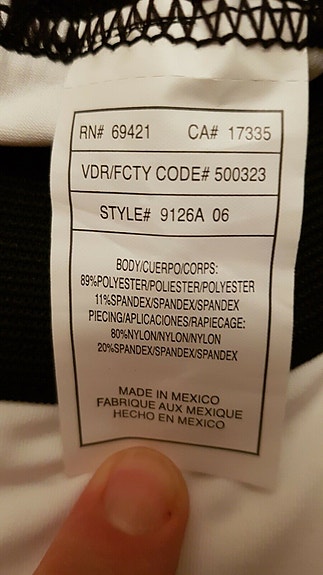 RN# 69421 CA# 17335
VDR/FCTY CODE# 500323
STYLE# 9126A 06
BODY/CUERPO/CORPS:
89%POLYESTER/POLIESTER/POLYESTER
11%SPANDEX/SPANDEX/SPANDEX
PIECING/APLICACIONES/RAPIECAGE:
80%NYLON/NYLON/NYLON
20%SPANDEX/SPANDEX/SPANDEX
MADE IN MEXICO
FABRIQUE AUX MEXIQUE
HECHO EN MEXICO